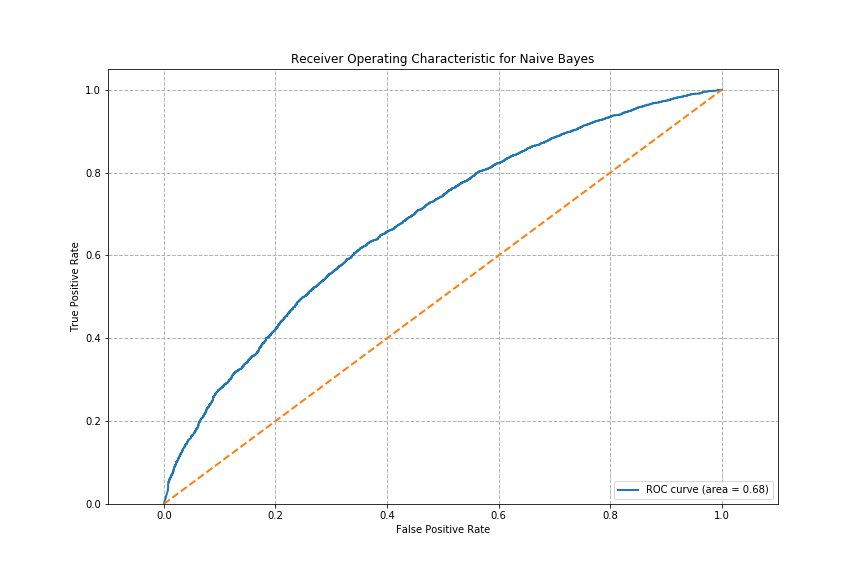 Receiver Operating Characteristic for Naive Bayes
1.0
0.8
0.6
0.4
0.2
0.0
True Positive Rate
ROC curve (area = 0.68)
0.0 0.2 0.4 0.6 0.8 1.0
False Positive Rate